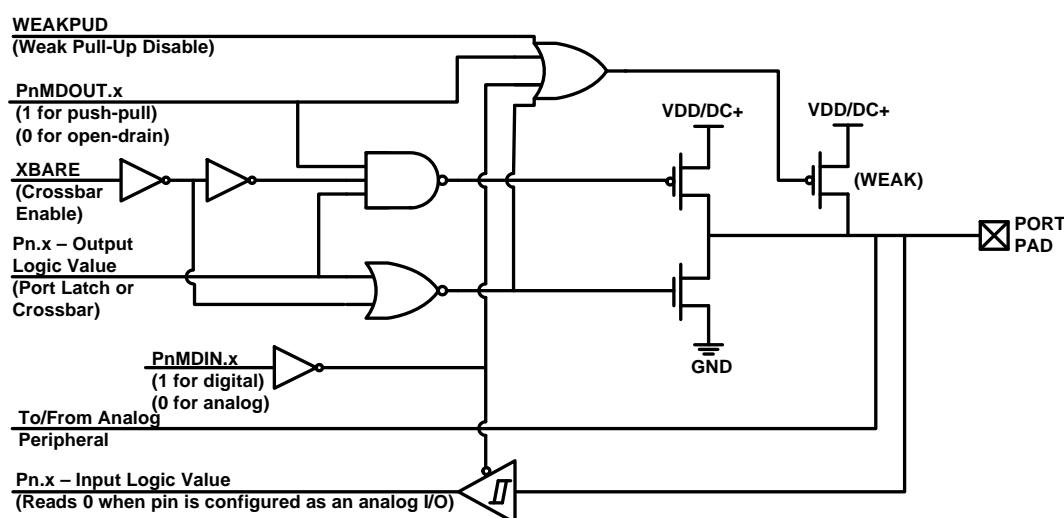 WEAKPUD
(Weak Pull-Up Disable)
PnMDOUT.x
(1 for push-pull)
(0 for open-drain)
XBARE
(Crossbar
Enable)
Pn.x – Output
Logic Value
(Port Latch or
Crossbar)
PnMDIN.x
(1 for digital)
(0 for analog)
To/From Analog
Peripheral
Pn.x – Input Logic Value
(Reads 0 when pin is configured as an analog I/O)
VDD/DC+
VDD/DC+
(WEAK)
PORT
PAD
GND